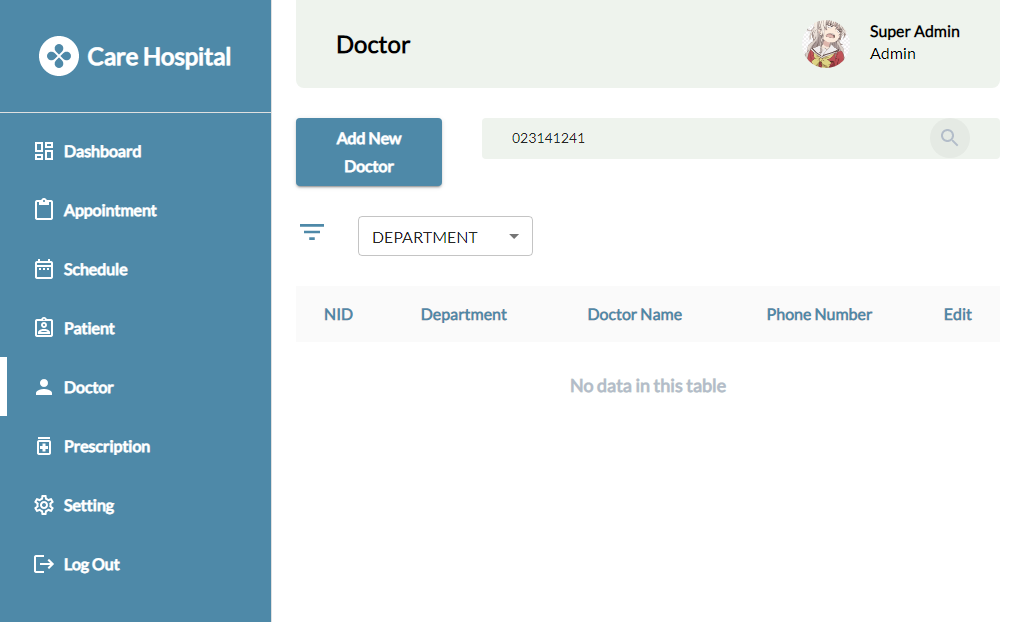 Care Hospital
Dashboard
Appointment
Schedule
Patient
Doctor
Prescription
Setting
Log Out
Doctor
Super Admin
Admin
Add New
Doctor
023141241
DEPARTMENT
NID Department Doctor Name Phone Number Edit
No data in this table